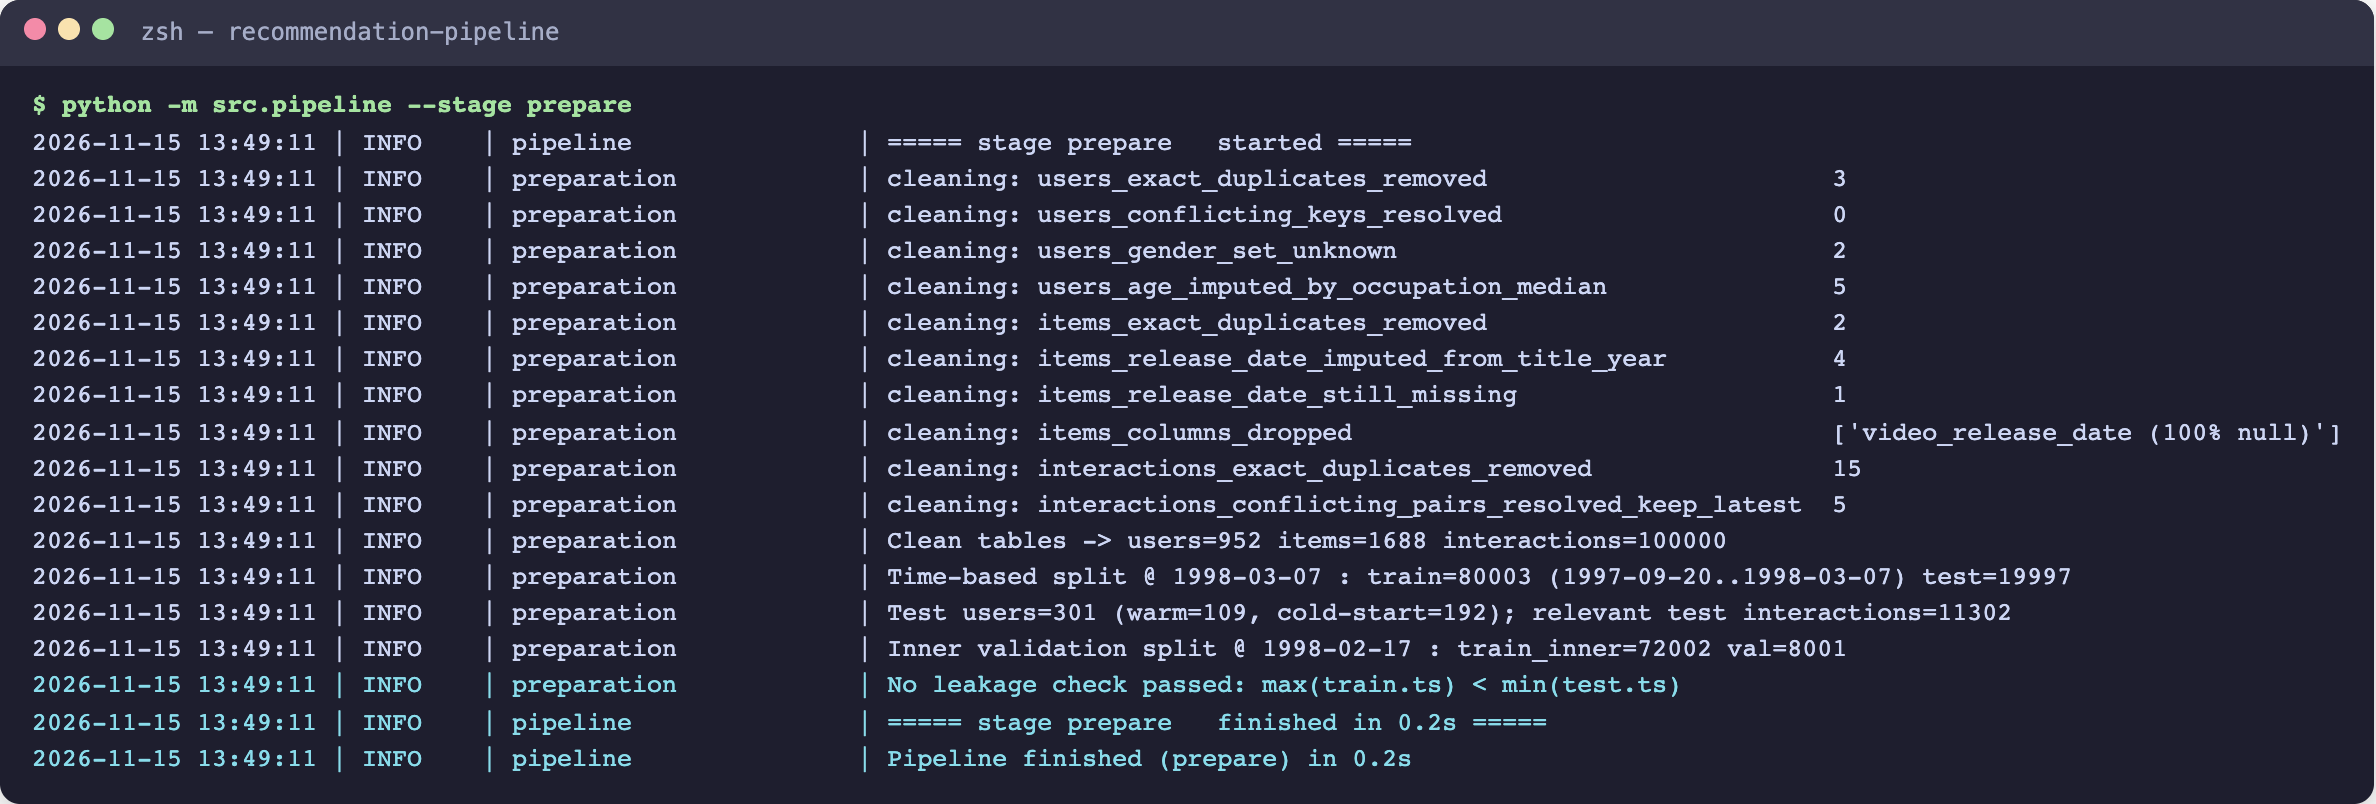 zsh — recommendation-pipeline
$ python -m src.pipeline --stage prepare
2026-11-15 13:49:11 | INFO    | pipeline               | ===== stage prepare   started =====
2026-11-15 13:49:11 | INFO    | preparation            | cleaning: users_exact_duplicates_removed                       3
2026-11-15 13:49:11 | INFO    | preparation            | cleaning: users_conflicting_keys_resolved                      0
2026-11-15 13:49:11 | INFO    | preparation            | cleaning: users_gender_set_unknown                             2
2026-11-15 13:49:11 | INFO    | preparation            | cleaning: users_age_imputed_by_occupation_median               5
2026-11-15 13:49:11 | INFO    | preparation            | cleaning: items_exact_duplicates_removed                       2
2026-11-15 13:49:11 | INFO    | preparation            | cleaning: items_release_date_imputed_from_title_year           4
2026-11-15 13:49:11 | INFO    | preparation            | cleaning: items_release_date_still_missing                     1
2026-11-15 13:49:11 | INFO    | preparation            | cleaning: items_columns_dropped                                ['video_release_date (100% null)']
2026-11-15 13:49:11 | INFO    | preparation            | cleaning: interactions_exact_duplicates_removed                15
2026-11-15 13:49:11 | INFO    | preparation            | cleaning: interactions_conflicting_pairs_resolved_keep_latest  5
2026-11-15 13:49:11 | INFO    | preparation            | Clean tables -> users=952 items=1688 interactions=100000
2026-11-15 13:49:11 | INFO    | preparation            | Time-based split @ 1998-03-07 : train=80003 (1997-09-20..1998-03-07) test=19997
2026-11-15 13:49:11 | INFO    | preparation            | Test users=301 (warm=109, cold-start=192); relevant test interactions=11302
2026-11-15 13:49:11 | INFO    | preparation            | Inner validation split @ 1998-02-17 : train_inner=72002 val=8001
2026-11-15 13:49:11 | INFO    | preparation            | No leakage check passed: max(train.ts) < min(test.ts)
2026-11-15 13:49:11 | INFO    | pipeline               | ===== stage prepare   finished in 0.2s =====
2026-11-15 13:49:11 | INFO    | pipeline               | Pipeline finished (prepare) in 0.2s